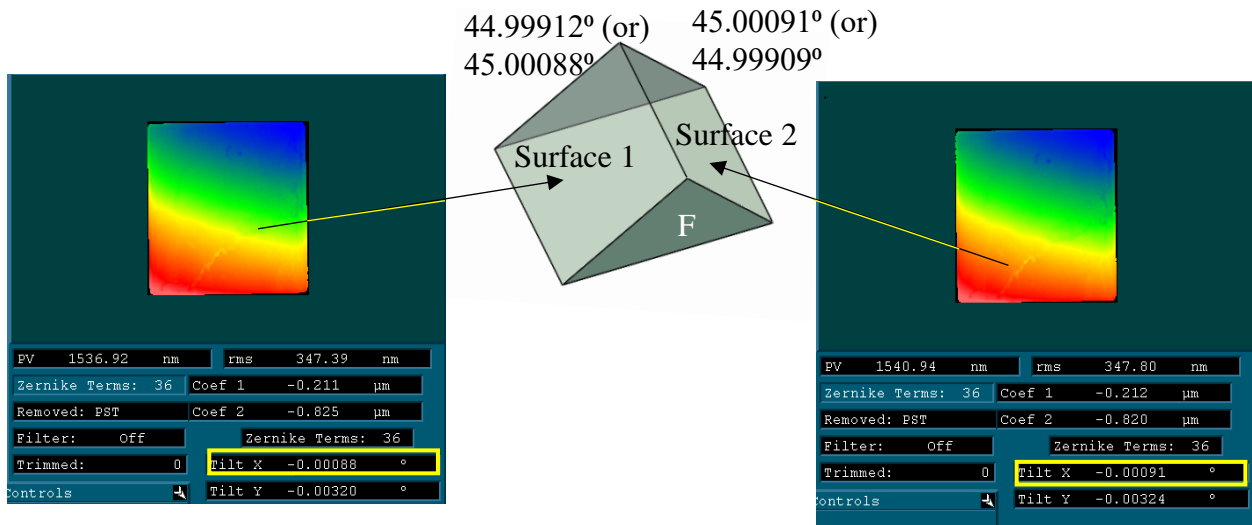 44.99912º (or)
45.00088º
45.00091º (or)
44.99909º
Surface 1
Surface 2
F
PV 1536.92 nm rms 347.39 nm
Zernike Terms: 36 Coef 1 -0.211 µm
Removed: PST Coef 2 -0.825 µm
Filter: Off Zernike Terms: 36
Trimmed: 0 Tilt X -0.00088 °
Controls Tilt Y -0.00320 °
PV 1540.94 nm rms 347.80 nm
Zernike Terms: 36 Coef 1 -0.212 µm
Removed: PST Coef 2 -0.820 µm
Filter: Off Zernike Terms: 36
Trimmed: 0 Tilt X -0.00091 °
Controls Tilt Y -0.00324 °